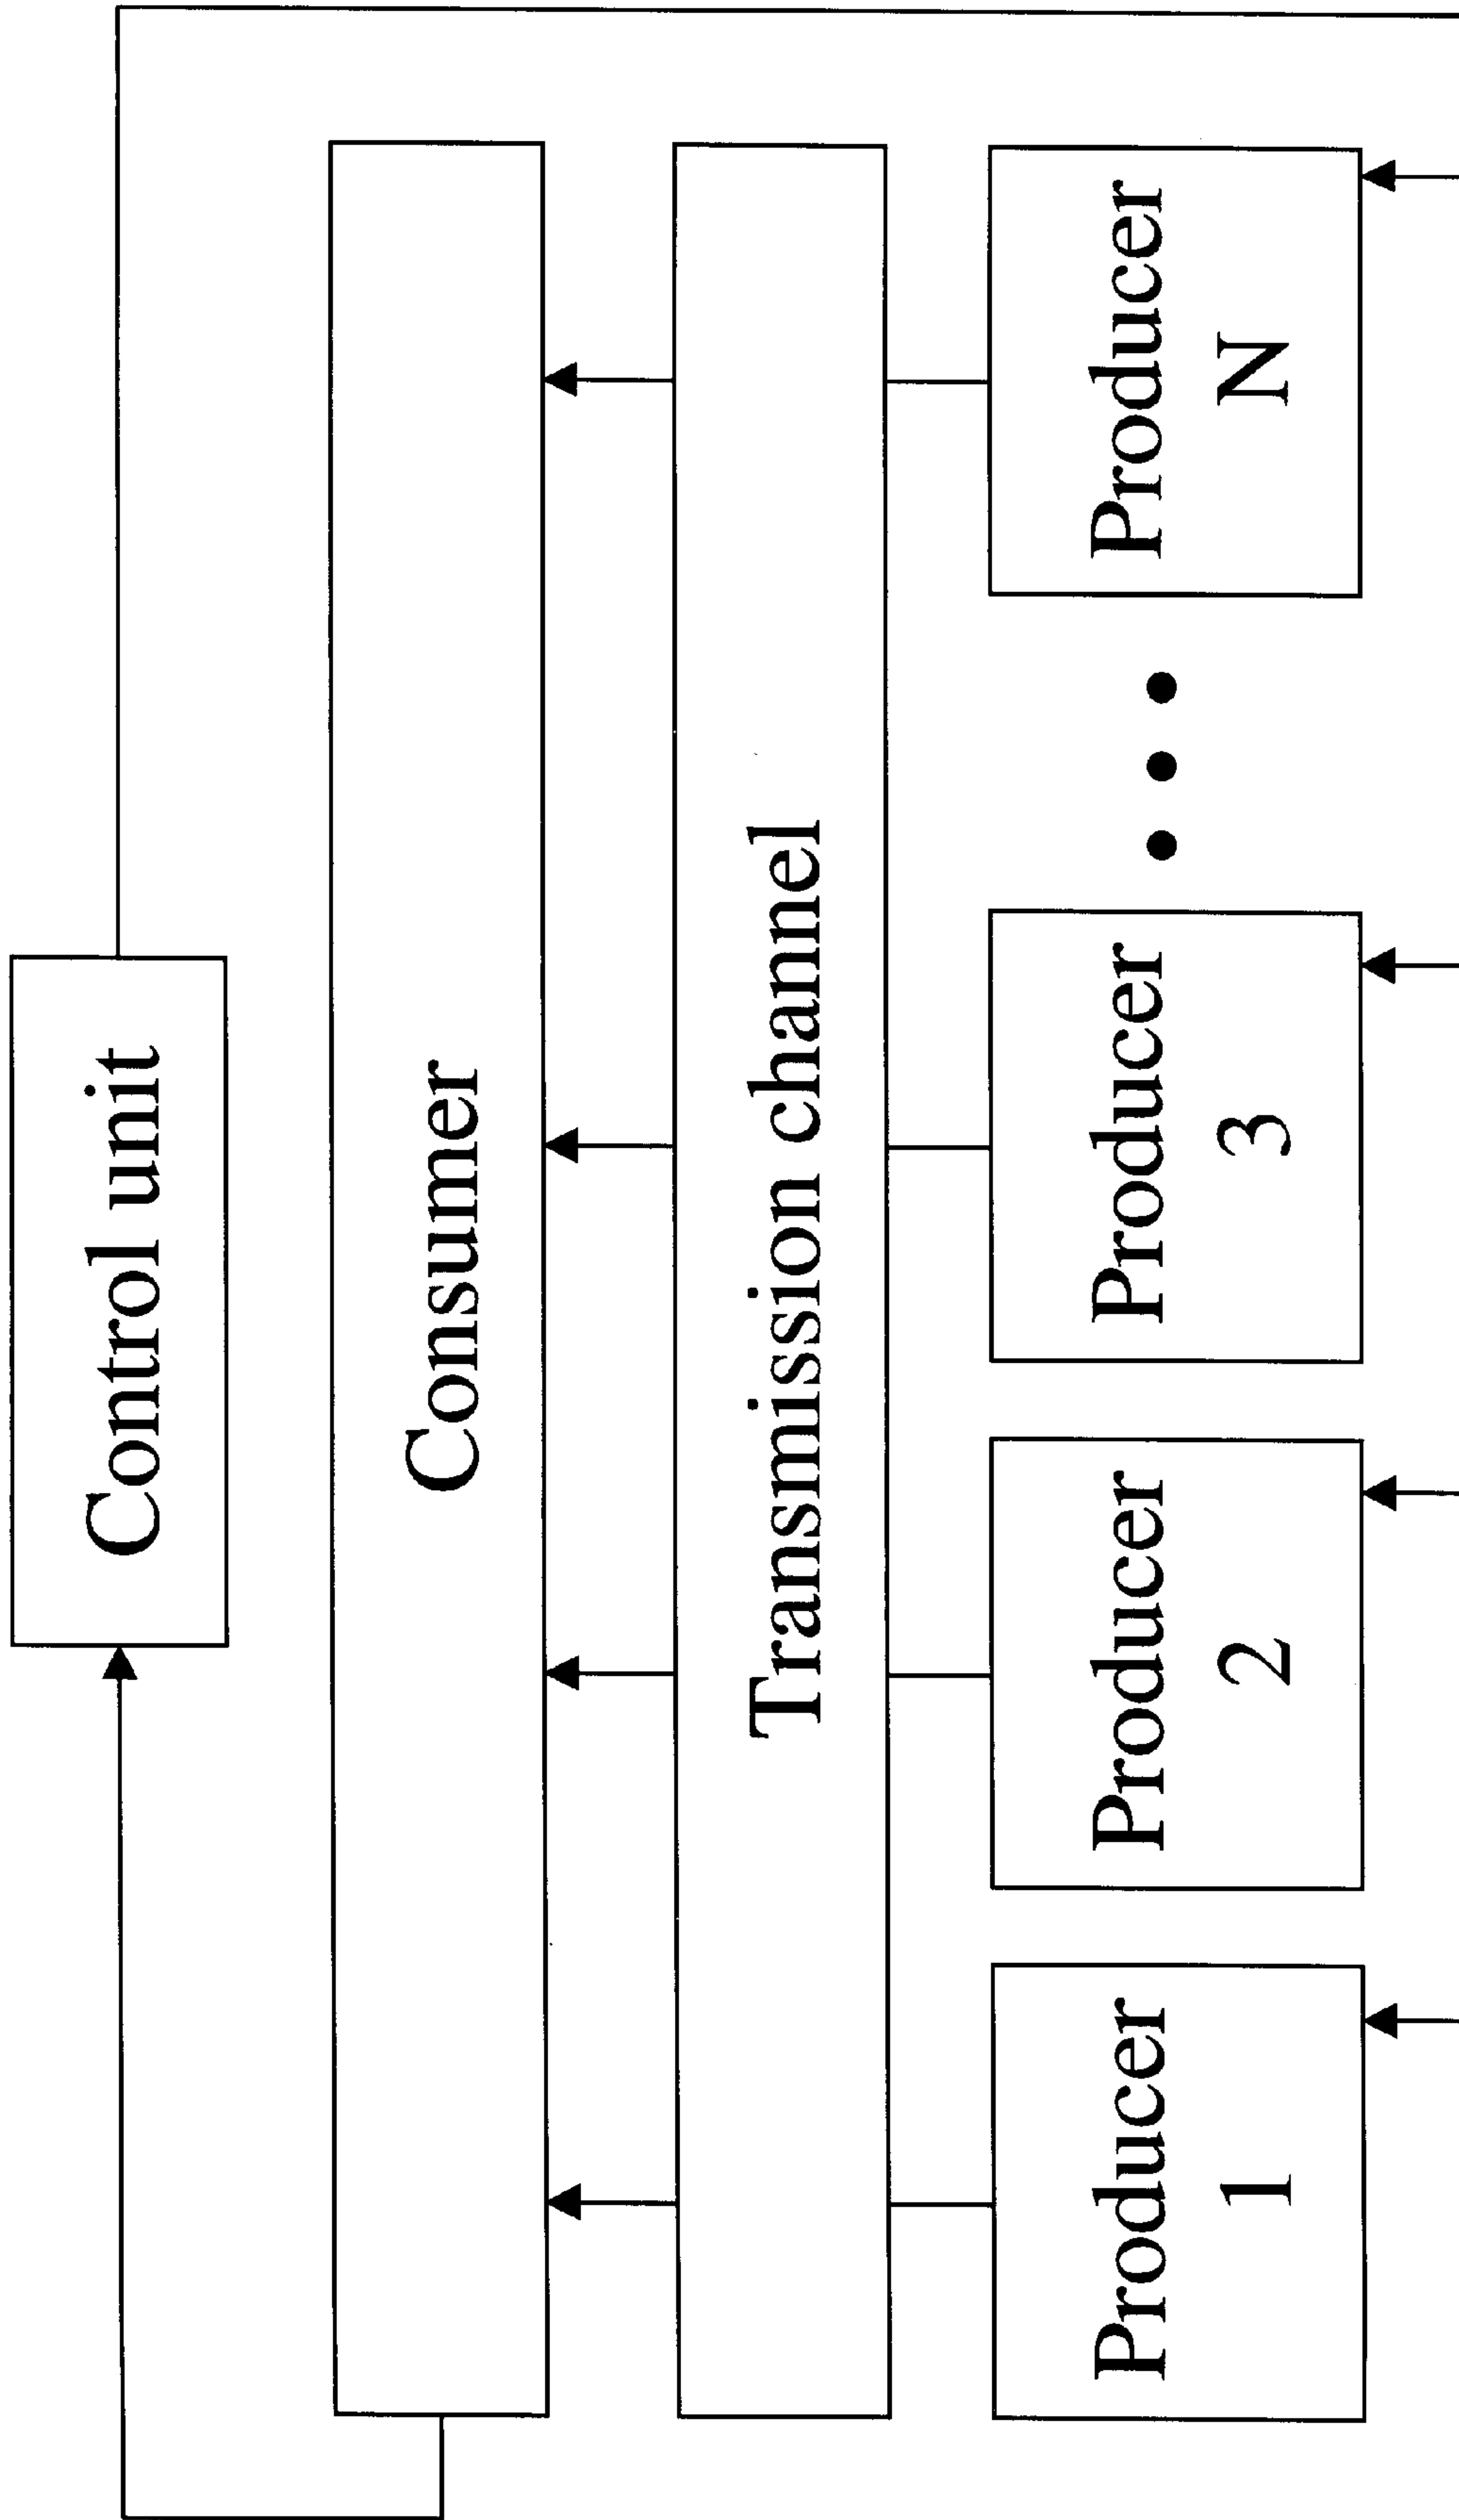 Control unit
Consumer
Transmission channel
Producer
1
Producer
2
Producer
3
Producer
N